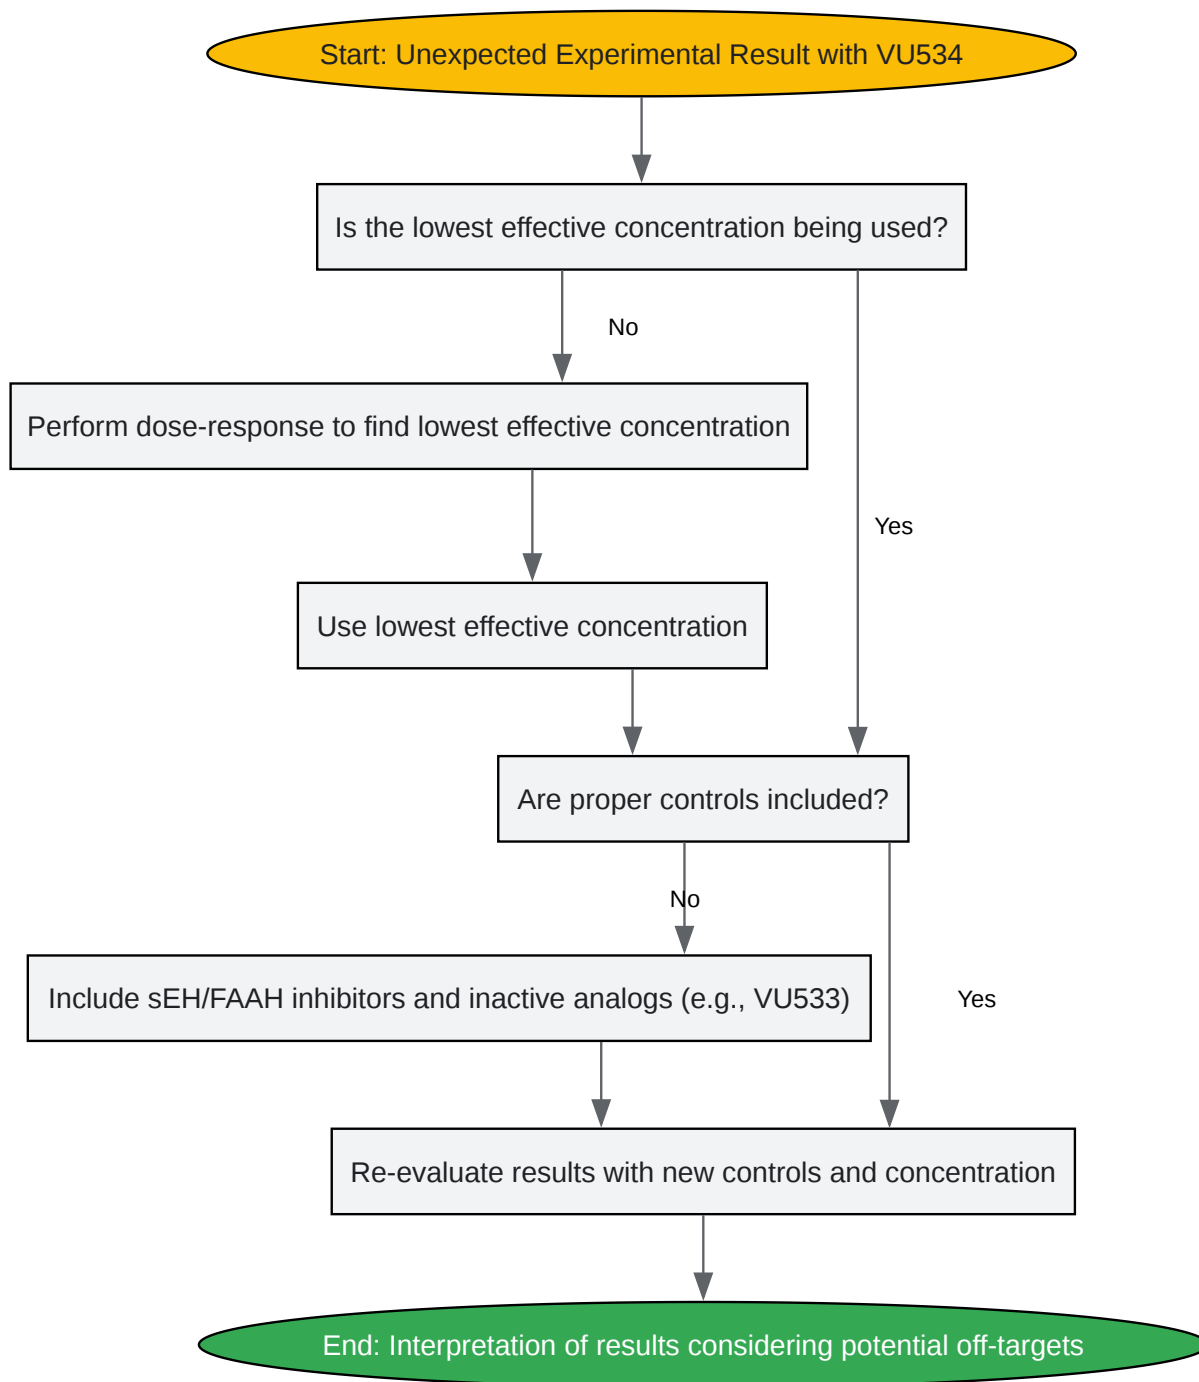 Start: Unexpected Experimental Result with VU534
Is the lowest effective concentration being used?
No
Perform dose-response to find lowest effective concentration
Yes
Use lowest effective concentration
Are proper controls included?
No
Include sEH/FAAH inhibitors and inactive analogs (e.g., VU533)
Yes
Re-evaluate results with new controls and concentration
End: Interpretation of results considering potential off-targets